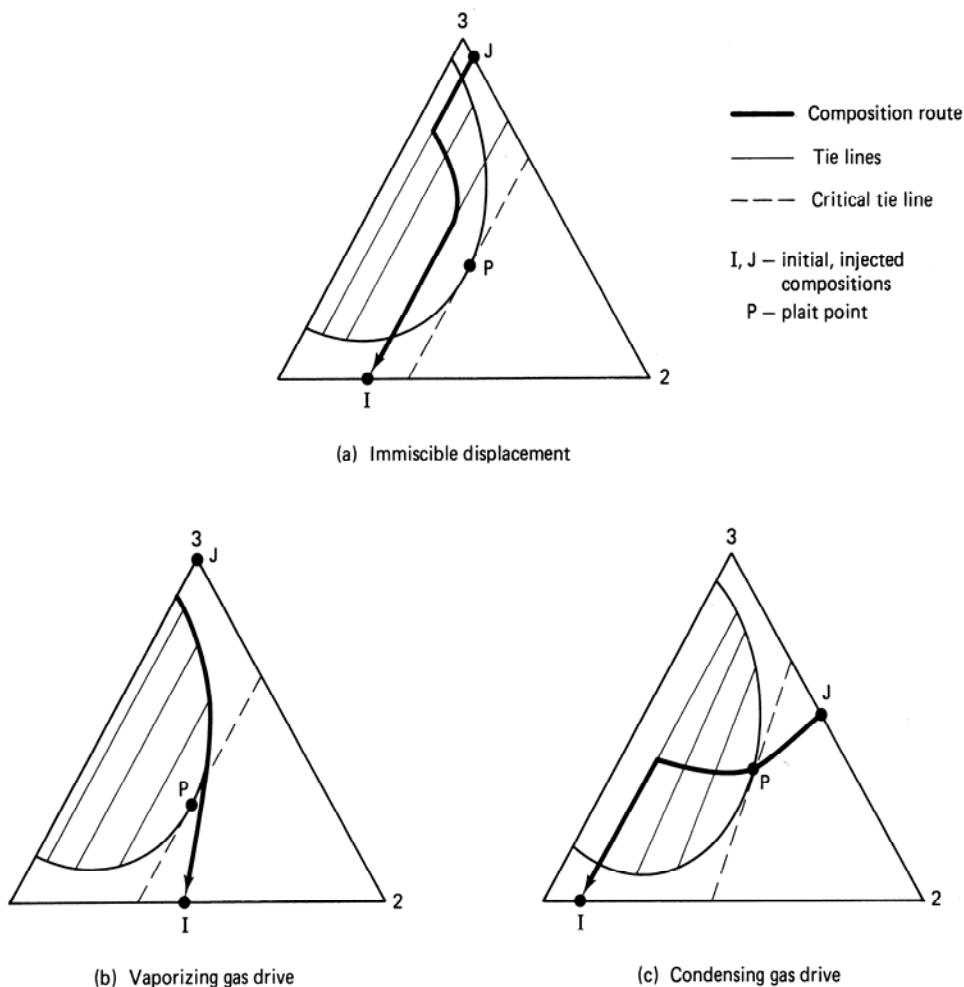 3
J
Composition route
Tie lines
Critical tie line
I, J – initial, injected
compositions
P – plait point
P
2
I
(a) Immiscible displacement
3
J
P
2
I
(b) Vaporizing gas drive
3
J
P
2
I
(c) Condensing gas drive